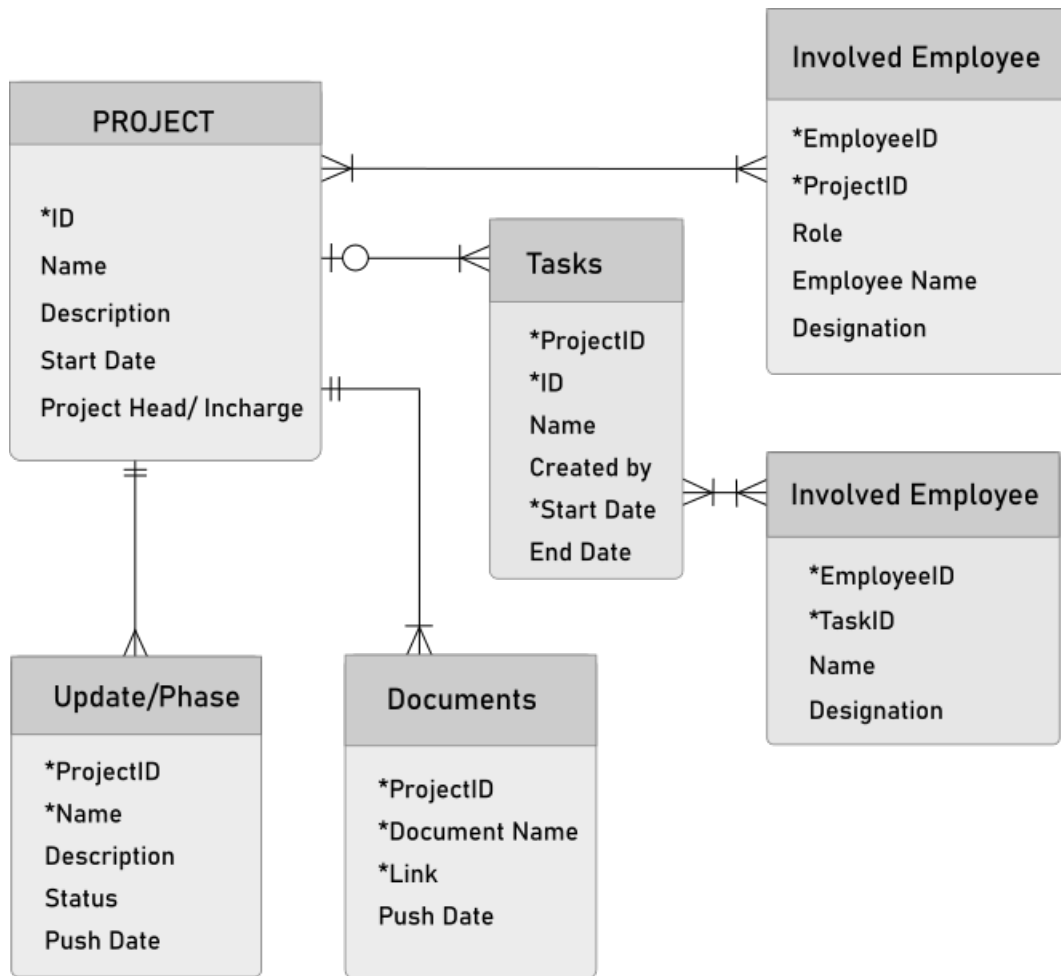 PROJECT
*ID
Name
Description
Start Date
Project Head/ Incharge
Involved Employee
*EmployeeID
*ProjectID
Role
Employee Name
Designation
Tasks
*ProjectID
*ID
Name
Created by
*Start Date
End Date
Involved Employee
*EmployeeID
*TaskID
Name
Designation
Update/Phase
*ProjectID
*Name
Description
Status
Push Date
Documents
*ProjectID
*Document Name
*Link
Push Date